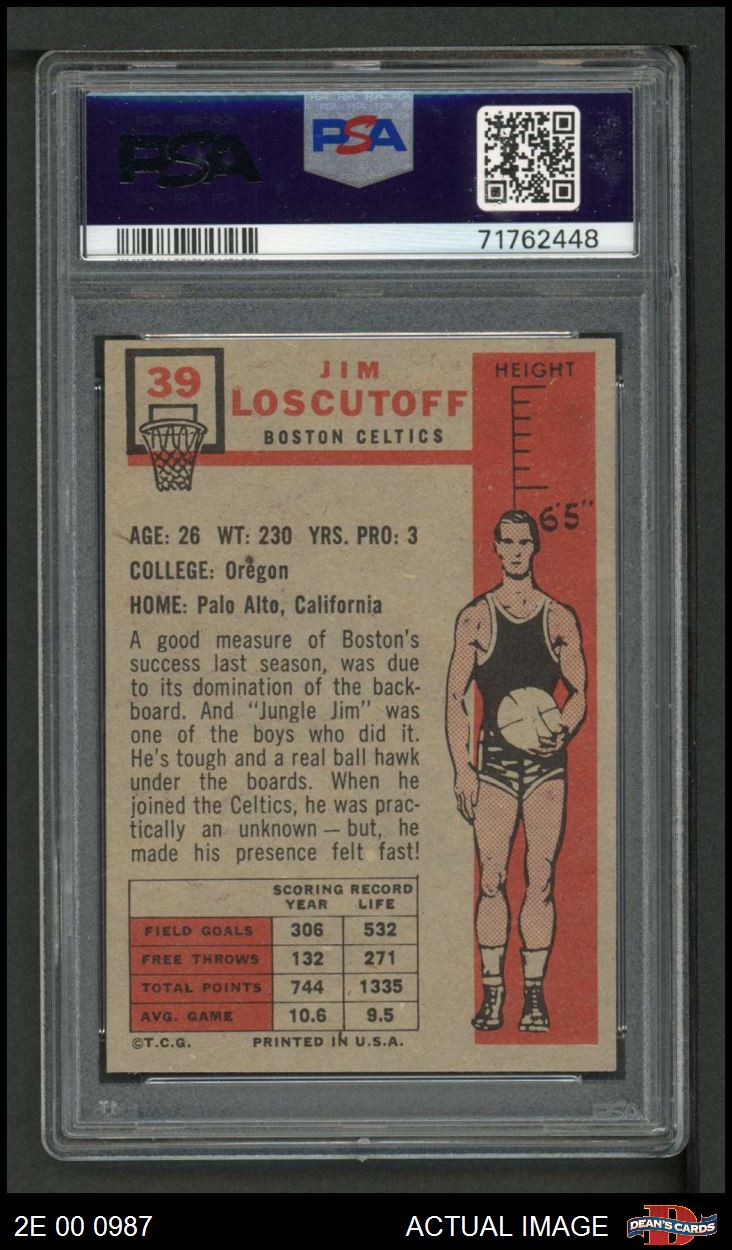 PSA
PSA
71762448
39
JIM
LOSCUTOFF
BOSTON CELTICS
HEIGHT
6'5"
AGE: 26 WT: 230 YRS. PRO: 3
COLLEGE: Oregon
HOME: Palo Alto, California
A good measure of Boston's
success last season, was due
to its domination of the back-
board. And "Jungle Jim" was
one of the boys who did it.
He's tough and a real ball hawk
under the boards. When he
joined the Celtics, he was prac-
tically an unknown — but, he
made his presence felt fast!
SCORING RECORD
YEAR LIFE
FIELD GOALS 306 532
FREE THROWS 132 271
TOTAL POINTS 744 1335
AVG. GAME 10.6 9.5
©T.C.G. PRINTED IN U.S.A.
PSA
2E 00 0987 ACTUAL IMAGE DEAN'S CARDS